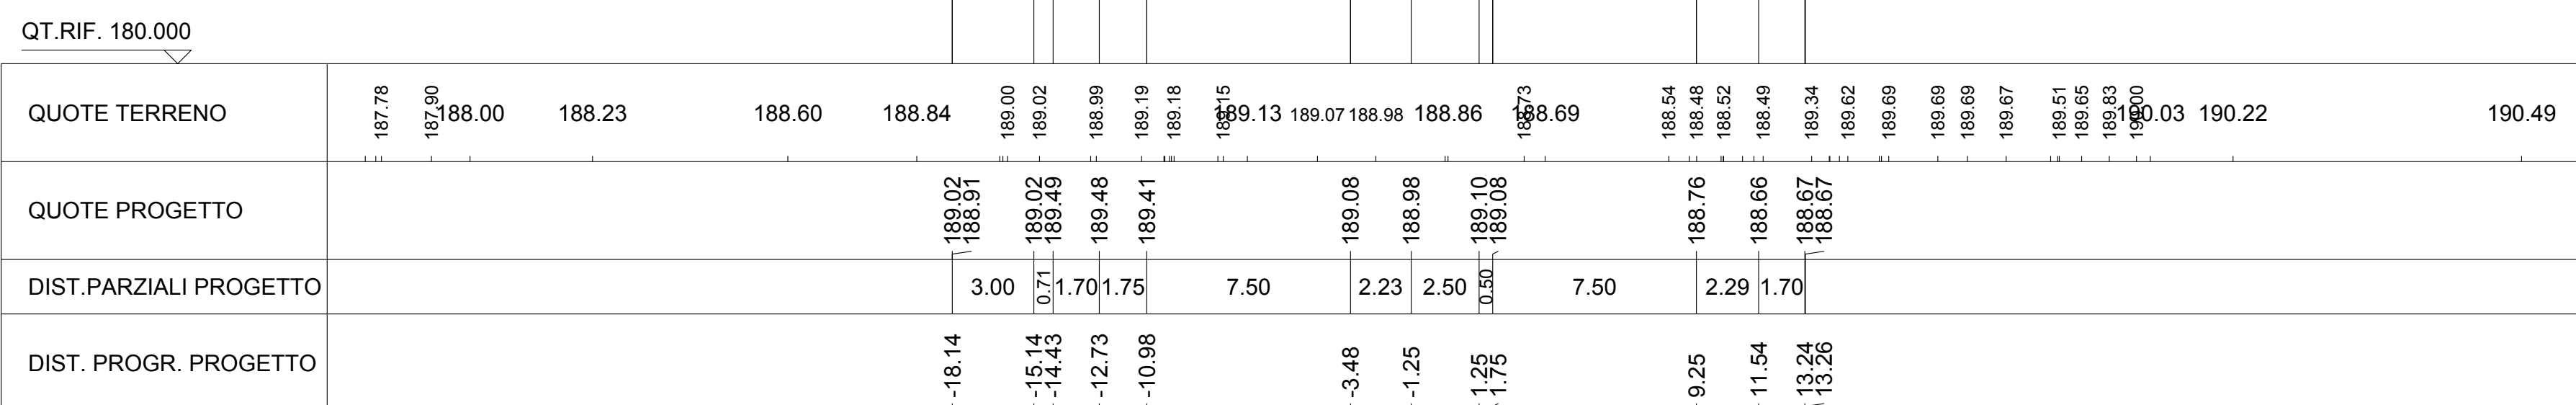 QT.RIF. 180.000
QUOTE TERRENO 187.78 187.90 188.00 188.23 188.60 188.84 189.00 189.02 188.99 189.19 189.18 189.15 189.13 189.07 188.98 188.86 188.73 188.69 188.54 188.48 188.52 188.49 189.34 189.62 189.69 189.69 189.69 189.67 189.51 189.65 189.83 190.00 190.03 190.22 190.49
QUOTE PROGETTO 189.02 188.91 189.02 189.49 189.48 189.41 189.08 188.98 189.10 189.08 188.76 188.66 188.67 188.67
DIST.PARZIALI PROGETTO 3.00 0.71 1.70 1.75 7.50 2.23 2.50 0.50 7.50 2.29 1.70
DIST. PROGR. PROGETTO -18.14 -15.14 -14.43 -12.73 -10.98 -3.48 -1.25 1.25 1.75 9.25 11.54 13.24 13.26